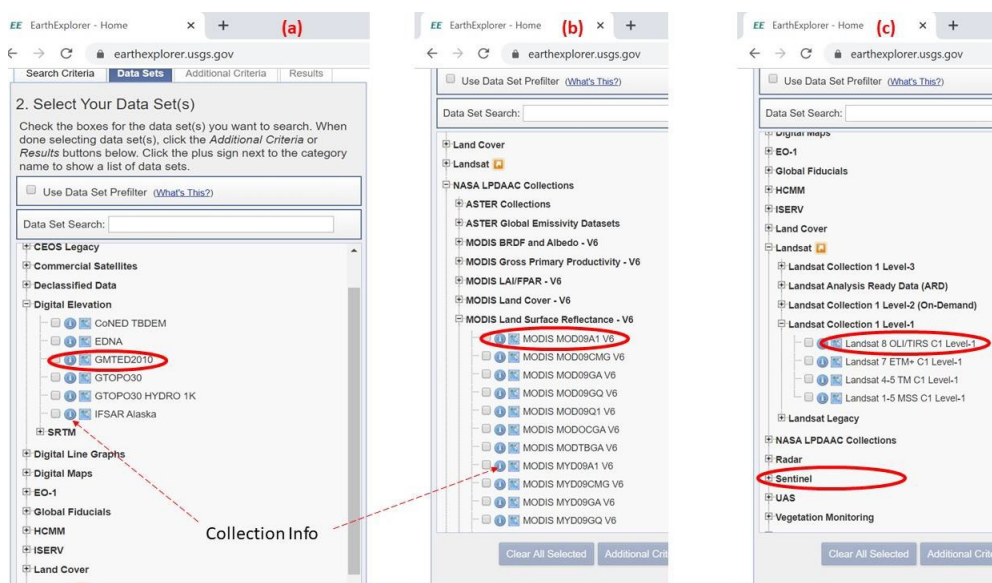 EE EarthExplorer - Home × +
(a)
earthexplorer.usgs.gov
Search Criteria Data Sets Additional Criteria Results
2. Select Your Data Set(s)
Check the boxes for the data set(s) you want to search. When
done selecting data set(s), click the Additional Criteria or
Results buttons below. Click the plus sign next to the category
name to show a list of data sets.
Use Data Set Prefilter (What's This?)
Data Set Search:
CEOS Legacy
Commercial Satellites
Declassified Data
Digital Elevation
CoNED TBDEM
EDNA
GMTED2010
GTOPO30
GTOPO30 HYDRO 1K
IFSAR Alaska
SRTM
Digital Line Graphs
Digital Maps
EO-1
Global Fiducials
HCMM
ISERV
Land Cover
Collection Info
EE EarthExplorer - Home × +
(b)
earthexplorer.usgs.gov
Use Data Set Prefilter (What's This?)
Data Set Search:
Land Cover
Landsat
NASA LPDAAC Collections
ASTER Collections
ASTER Global Emissivity Datasets
MODIS BRDF and Albedo - V6
MODIS Gross Primary Productivity - V6
MODIS LAI/FPAR - V6
MODIS Land Cover - V6
MODIS Land Surface Reflectance - V6
MODIS MOD09A1 V6
MODIS MOD09CMG V6
MODIS MOD09GA V6
MODIS MOD09GQ V6
MODIS MOD09Q1 V6
MODIS MODOCGA V6
MODIS MODTBGA V6
MODIS MYD09A1 V6
MODIS MYD09CMG V6
MODIS MYD09GA V6
MODIS MYD09GQ V6
Clear All Selected Additional Crit
EE EarthExplorer - Home × +
(c)
earthexplorer.usgs.gov
Use Data Set Prefilter (What's This?)
Data Set Search:
Digital Maps
EO-1
Global Fiducials
HCMM
ISERV
Land Cover
Landsat
Landsat Collection 1 Level-3
Landsat Analysis Ready Data (ARD)
Landsat Collection 1 Level-2 (On-Demand)
Landsat Collection 1 Level-1
Landsat 8 OLI/TIRS C1 Level-1
Landsat 7 ETM+ C1 Level-1
Landsat 4-5 TM C1 Level-1
Landsat 1-5 MSS C1 Level-1
Landsat Legacy
NASA LPDAAC Collections
Radar
Sentinel
UAS
Vegetation Monitoring
Clear All Selected Additional Crite